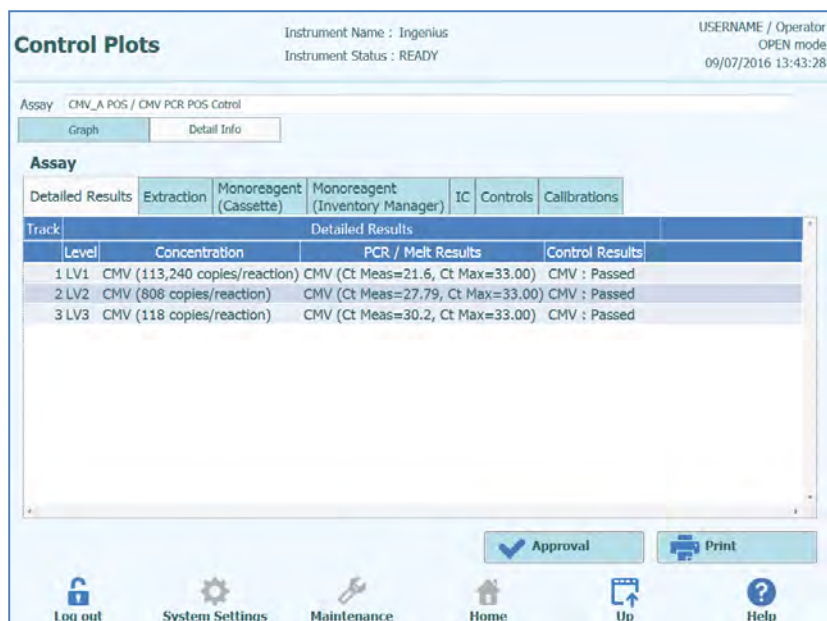 Control Plots
Instrument Name : Ingenius
Instrument Status : READY
USERNAME / Operator
OPEN mode
09/07/2016 13:43:28
Assay CMV_A POS / CMV PCR POS Cotrol
Graph Detail Info
Assay
Detailed Results Extraction Monoreagent (Cassette) Monoreagent (Inventory Manager) IC Controls Calibrations
Track Detailed Results
Level Concentration PCR / Melt Results Control Results
1 LV1 CMV (113,240 copies/reaction) CMV (Ct Meas=21.6, Ct Max=33.00) CMV : Passed
2 LV2 CMV (808 copies/reaction) CMV (Ct Meas=27.79, Ct Max=33.00) CMV : Passed
3 LV3 CMV (118 copies/reaction) CMV (Ct Meas=30.2, Ct Max=33.00) CMV : Passed
Approval Print
Log out System Settings Maintenance Home Up Help